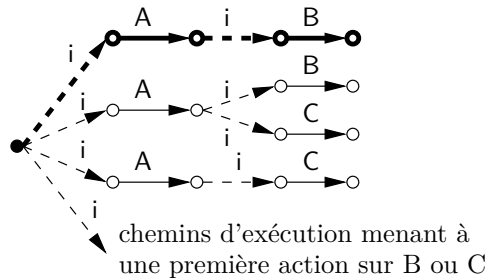 A i B
i
B
A i
i
C
i
i
A i C
i
chemins d'exécution menant à
une première action sur B ou C